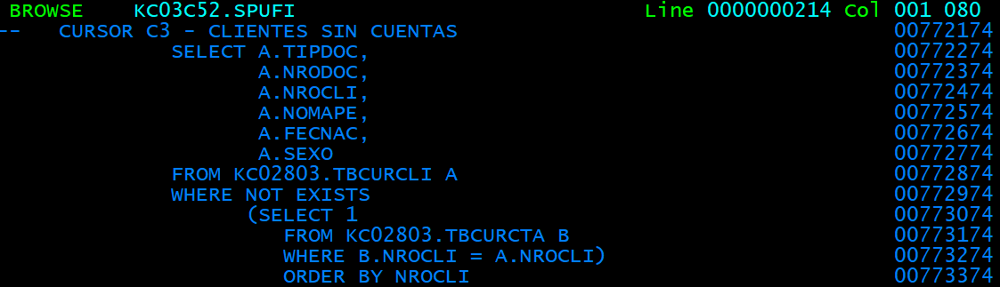 BROWSE    KC03C52.SPUFI                                 Line 0000000214 Col 001 080
--   CURSOR C3 - CLIENTES SIN CUENTAS                                   00772174
              SELECT A.TIPDOC,                                          00772274
                     A.NRODOC,                                          00772374
                     A.NROCLI,                                          00772474
                     A.NOMAPE,                                          00772574
                     A.FECNAC,                                          00772674
                     A.SEXO                                             00772774
              FROM KC02803.TBCURCLI A                                   00772874
              WHERE NOT EXISTS                                          00772974
                    (SELECT 1                                           00773074
                       FROM KC02803.TBCURCTA B                          00773174
                       WHERE B.NROCLI = A.NROCLI)                       00773274
                       ORDER BY NROCLI                                  00773374